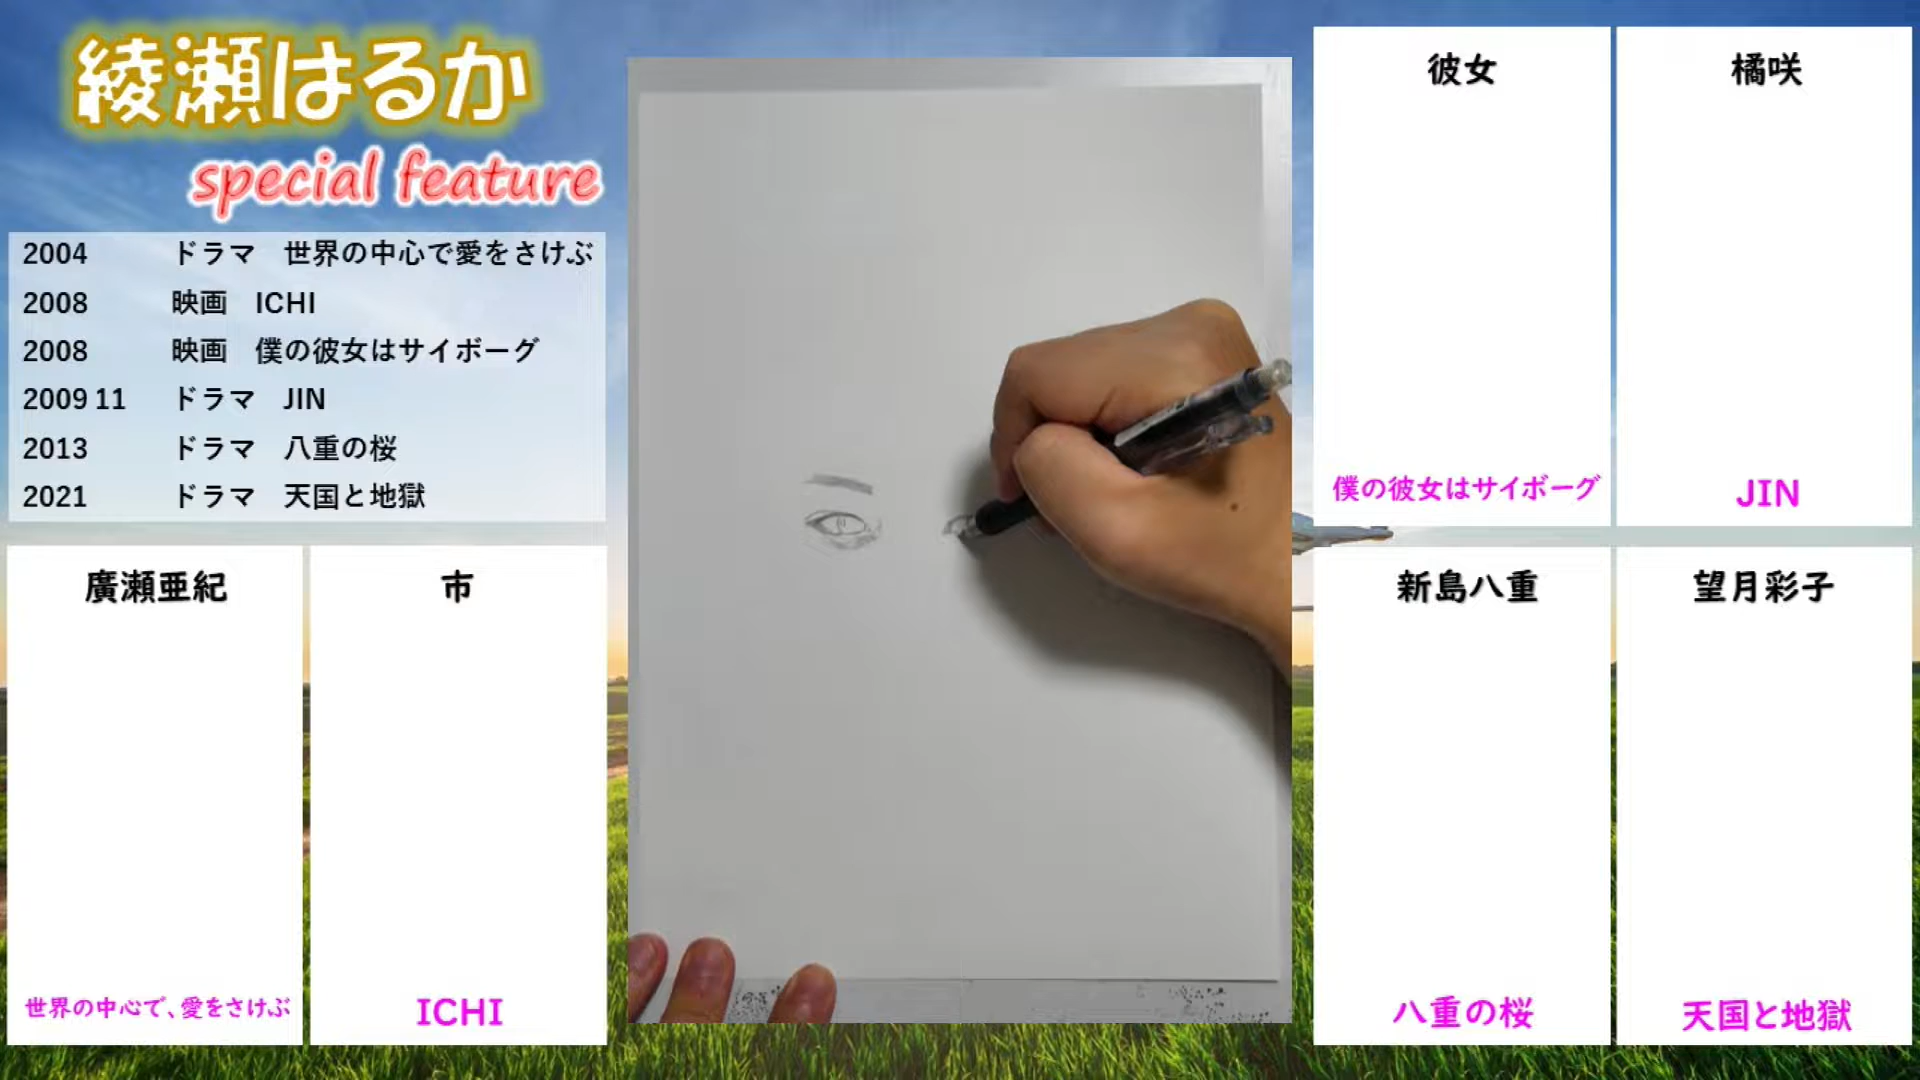 綾瀬はるか
special feature
2004 ドラマ 世界の中心で愛をさけぶ
2008 映画 ICHI
2008 映画 僕の彼女はサイボーグ
2009 11 ドラマ JIN
2013 ドラマ 八重の桜
2021 ドラマ 天国と地獄
廣瀬亜紀
世界の中心で、愛をさけぶ
市
ICHI
彼女
僕の彼女はサイボーグ
橘咲
JIN
新島八重
八重の桜
望月彩子
天国と地獄